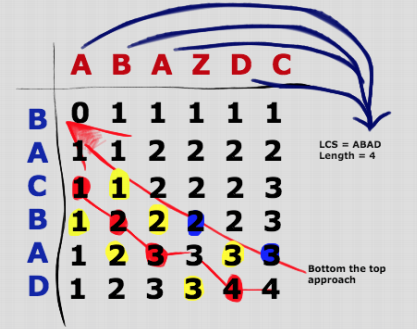 A B A Z D C
B 0 1 1 1 1 1
A 1 1 2 2 2 2
C 1 1 2 2 2 3
B 1 2 2 2 2 3
A 1 2 3 3 3 3
D 1 2 3 3 4 4
LCS = ABAD
Length = 4
Bottom the top
approach